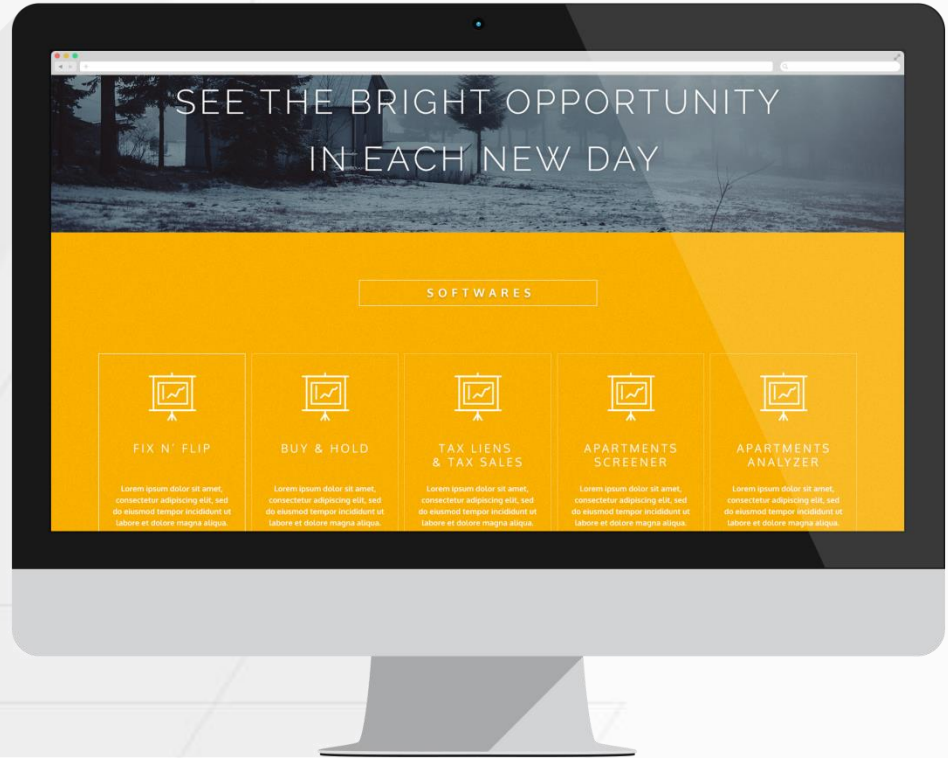 SEE THE BRIGHT OPPORTUNITY
IN EACH NEW DAY
SOFTWARES
FIX N' FLIP
BUY & HOLD
TAX LIENS
& TAX SALES
APARTMENTS
SCREENER
APARTMENTS
ANALYZER
Lorem ipsum dolor sit amet,
consectetur adipiscing elit, sed
do eiusmod tempor incididunt ut
labore et dolore magna aliqua.
Lorem ipsum dolor sit amet,
consectetur adipiscing elit, sed
do eiusmod tempor incididunt ut
labore et dolore magna aliqua.
Lorem ipsum dolor sit amet,
consectetur adipiscing elit, sed
do eiusmod tempor incididunt ut
labore et dolore magna aliqua.
Lorem ipsum dolor sit amet,
consectetur adipiscing elit, sed
do eiusmod tempor incididunt ut
labore et dolore magna aliqua.
Lorem ipsum dolor sit amet,
consectetur adipiscing elit, sed
do eiusmod tempor incididunt ut
labore et dolore magna aliqua.